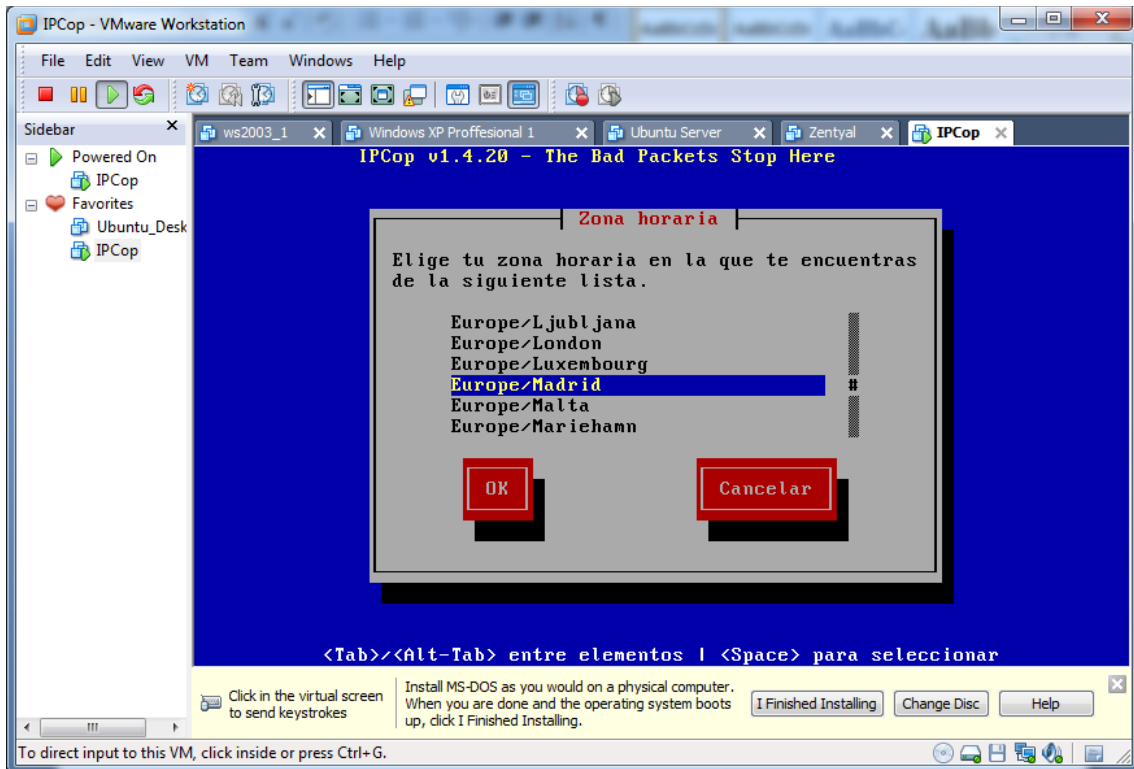 IPCop - VMware Workstation
File Edit View VM Team Windows Help
Sidebar
Powered On
IPCop
Favorites
Ubuntu_Desk
IPCop
ws2003_1 Windows XP Proffesional 1 Ubuntu Server Zentyal IPCop
IPCop v1.4.20 - The Bad Packets Stop Here
Zona horaria
Elige tu zona horaria en la que te encuentras
de la siguiente lista.
Europe/Ljubljana
Europe/London
Europe/Luxembourg
Europe/Madrid
#
Europe/Malta
Europe/Mariehamn
OK Cancelar
<Tab>/<Alt-Tab> entre elementos | <Space> para seleccionar
Click in the virtual screen
to send keystrokes
Install MS-DOS as you would on a physical computer.
When you are done and the operating system boots
up, click I Finished Installing.
I Finished Installing Change Disc Help
To direct input to this VM, click inside or press Ctrl+G.